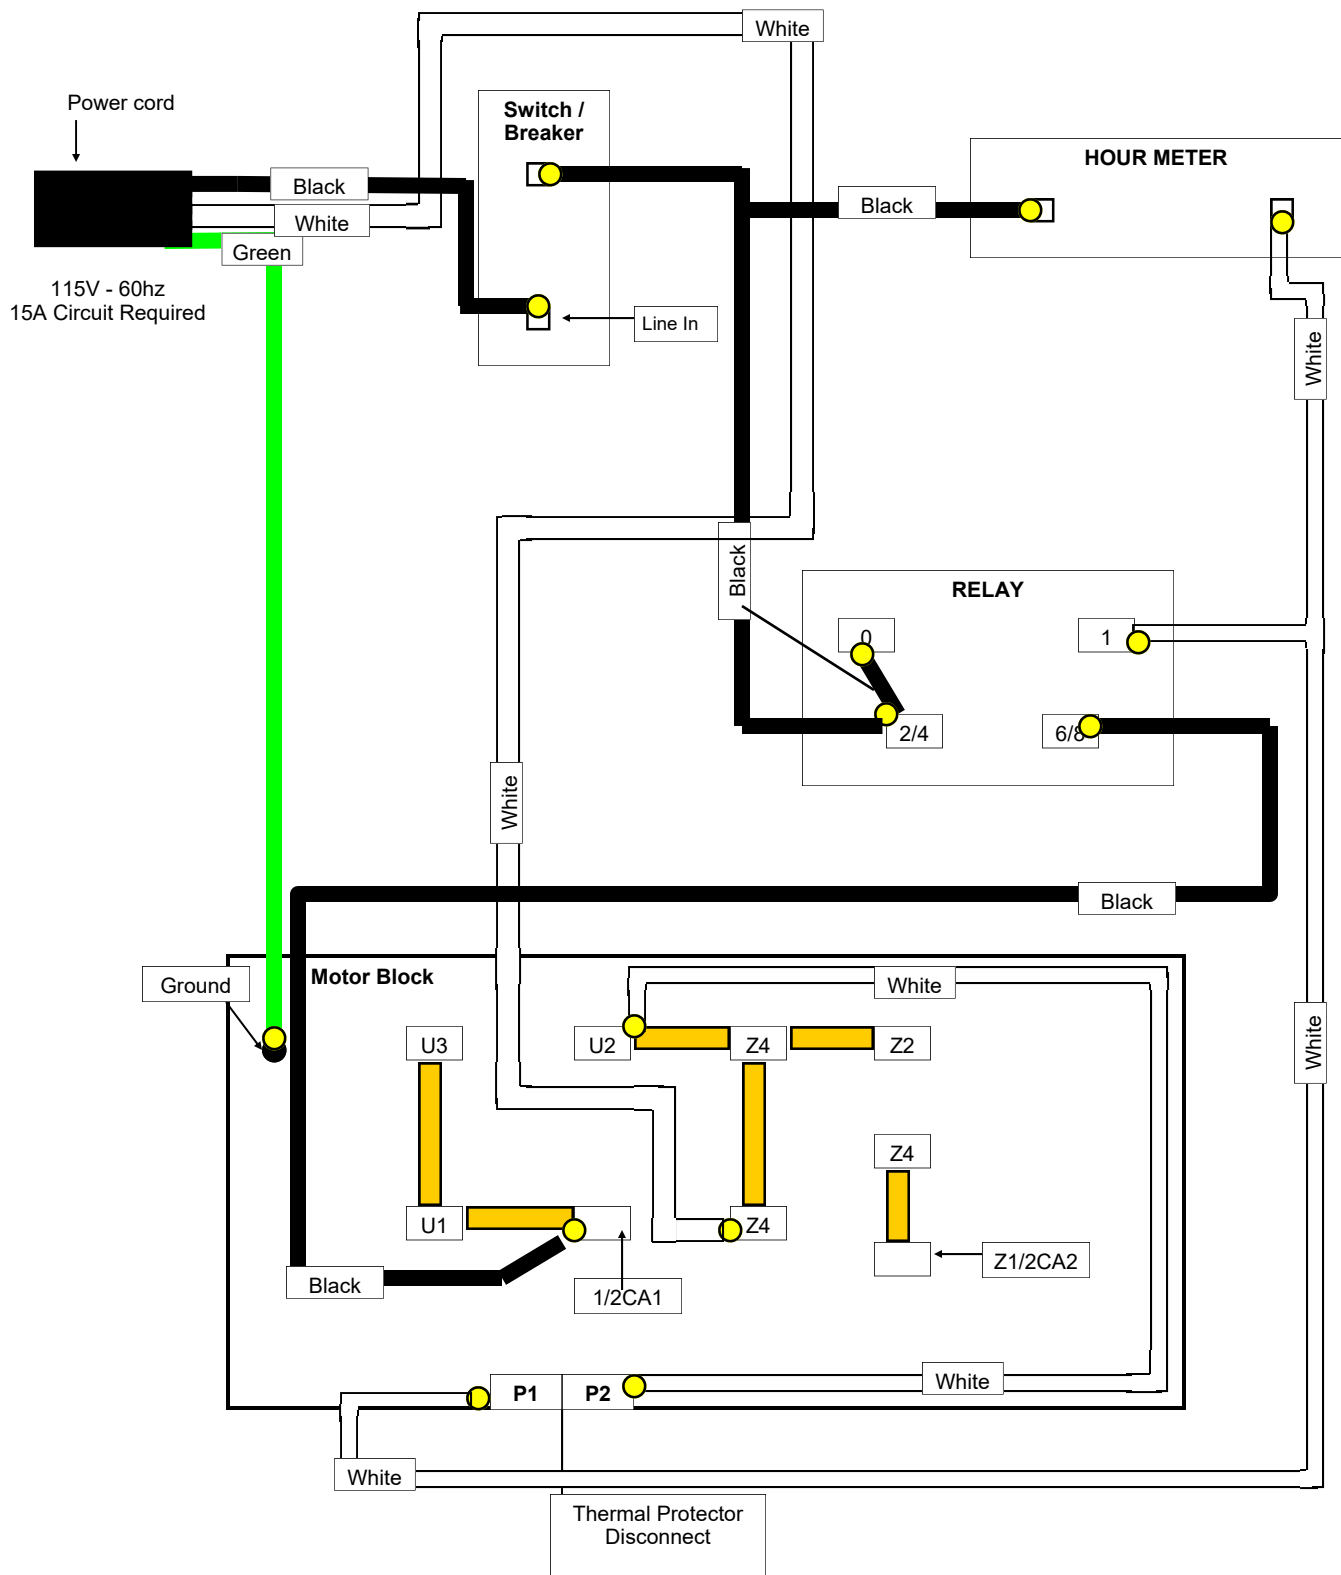 White
Power cord
Switch /
Breaker
HOUR METER
Black
Black
White
Green
115V - 60hz
15A Circuit Required
Line In
White
Black
RELAY
0
1
2/4
6/8
White
Black
Ground
Motor Block
White
U3
U2
Z4
Z2
White
Z4
U1
Z4
Z1/2CA2
Black
1/2CA1
P1
P2
White
White
Thermal Protector
Disconnect